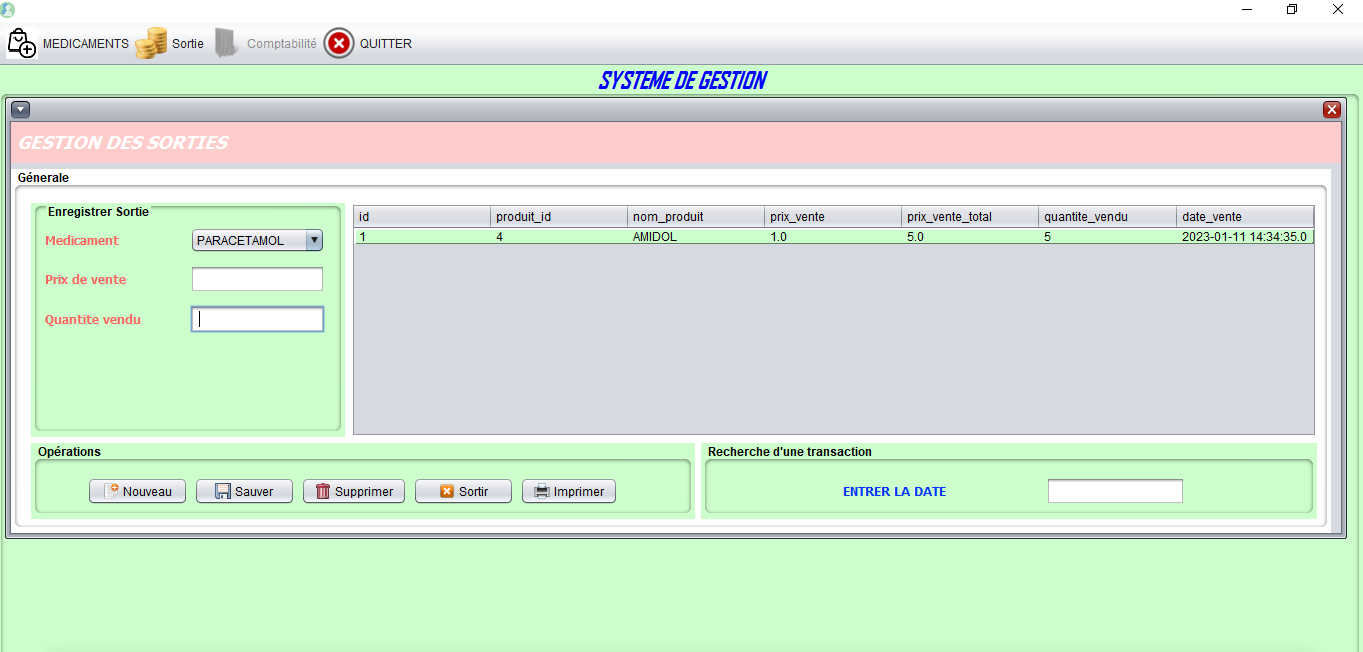 MEDICAMENTS Sortie Comptabilité QUITTER
SYSTEME DE GESTION
GESTION DES SORTIES
Génerale
Enregistrer Sortie
Medicament PARACETAMOL
Prix de vente
Quantite vendu
id produit_id nom_produit prix_vente prix_vente_total quantite_vendu date_vente
1 4 AMIDOL 1.0 5.0 5 2023-01-11 14:34:35.0
Opérations
Nouveau Sauver Supprimer Sortir Imprimer
Recherche d'une transaction
ENTRER LA DATE